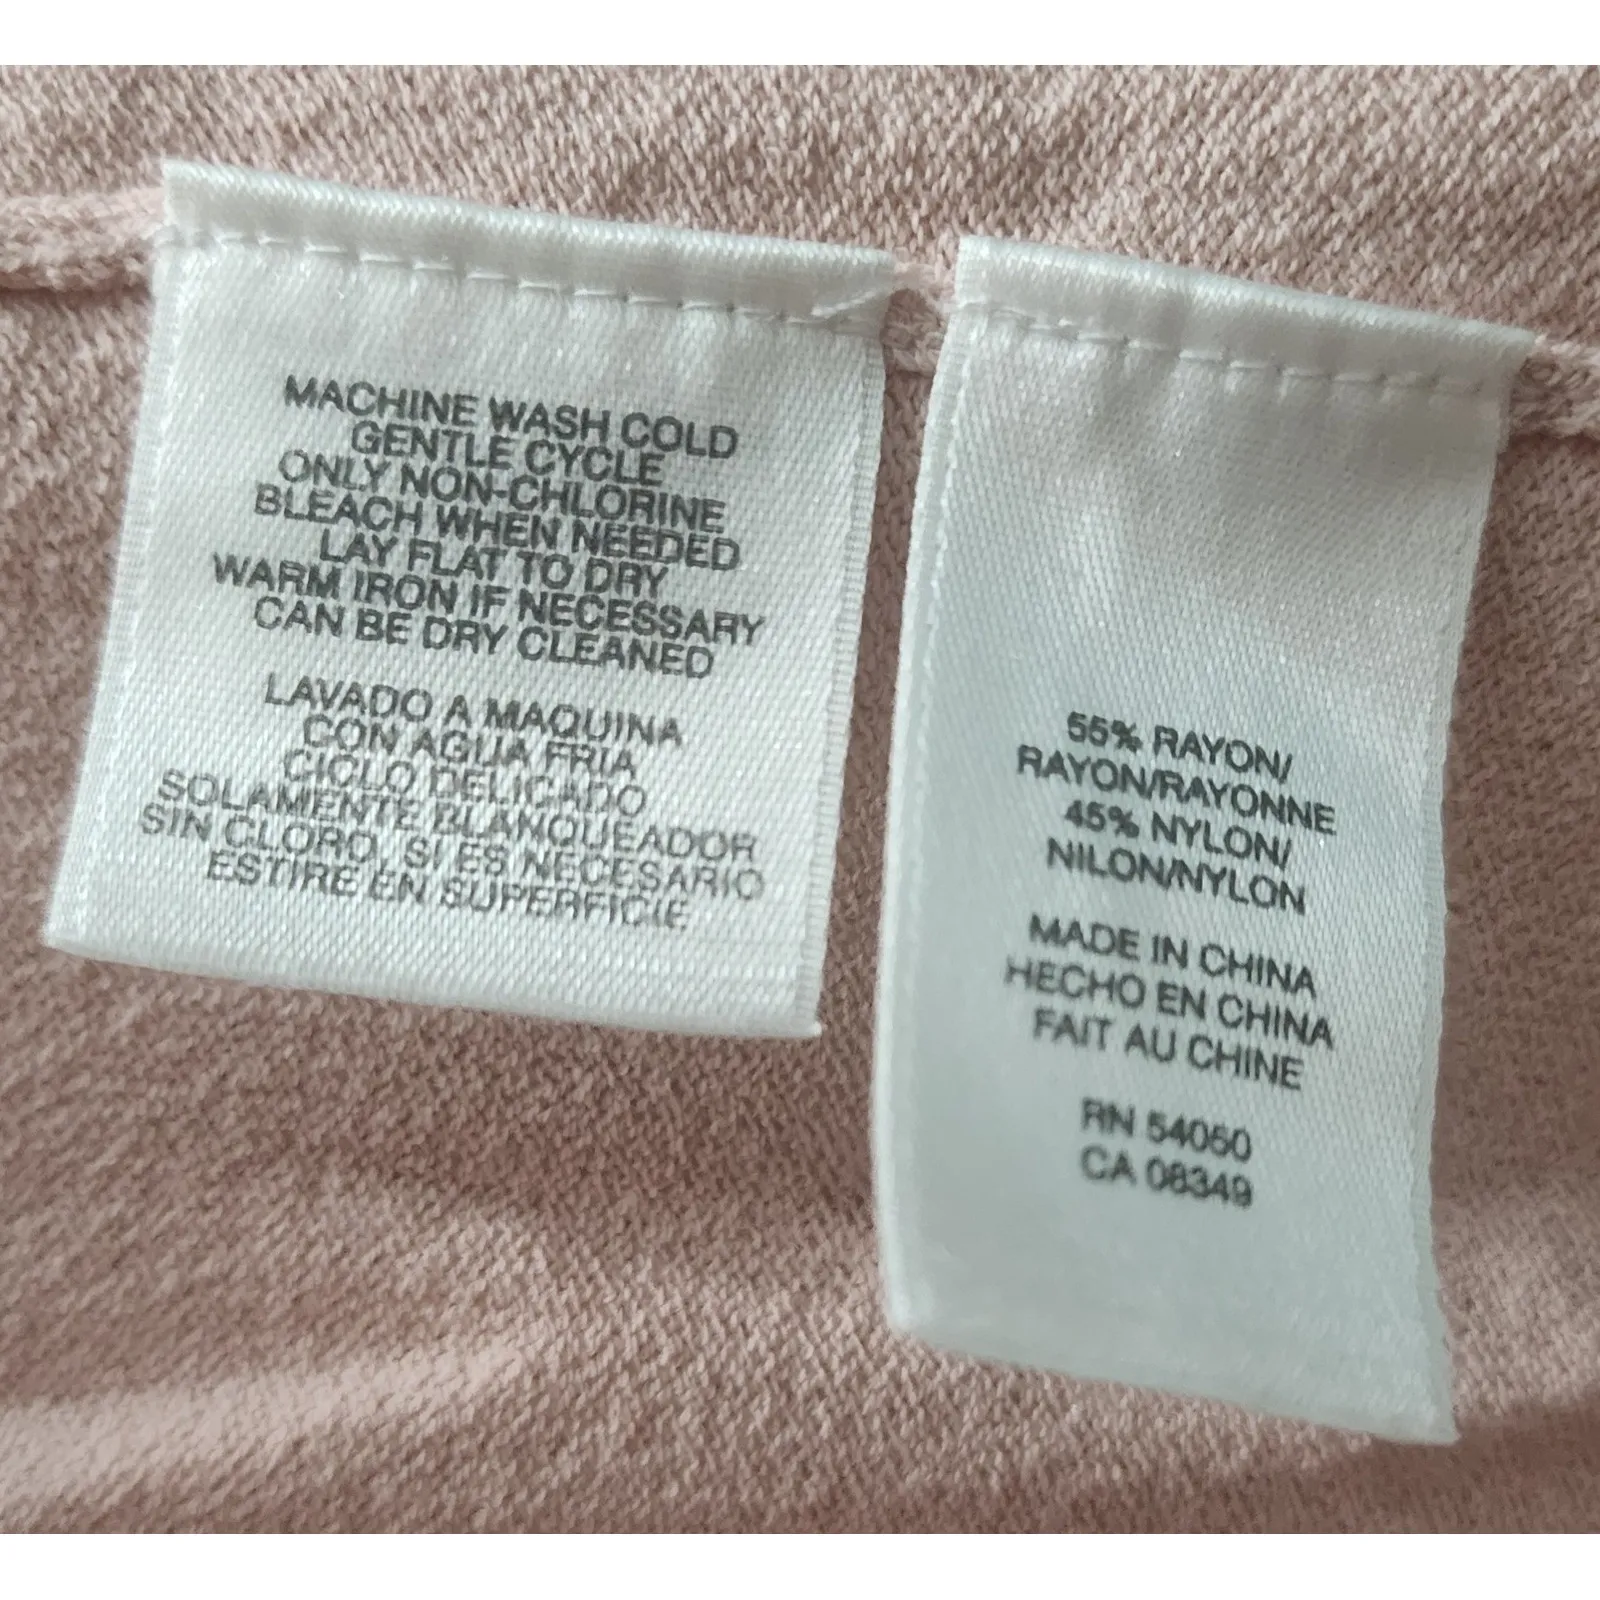 MACHINE WASH COLD
GENTLE CYCLE
ONLY NON-CHLORINE
BLEACH WHEN NEEDED
LAY FLAT TO DRY
WARM IRON IF NECESSARY
CAN BE DRY CLEANED
LAVADO A MAQUINA
CON AGUA FRIA
CICLO DELICADO
SOLAMENTE BLANQUEADOR
SIN CLORO, SI ES NECESARIO
ESTIRE EN SUPERFICIE
55% RAYON/
RAYON/RAYONNE
45% NYLON/
NILON/NYLON
MADE IN CHINA
HECHO EN CHINA
FAIT AU CHINE
RN 54050
CA 08349